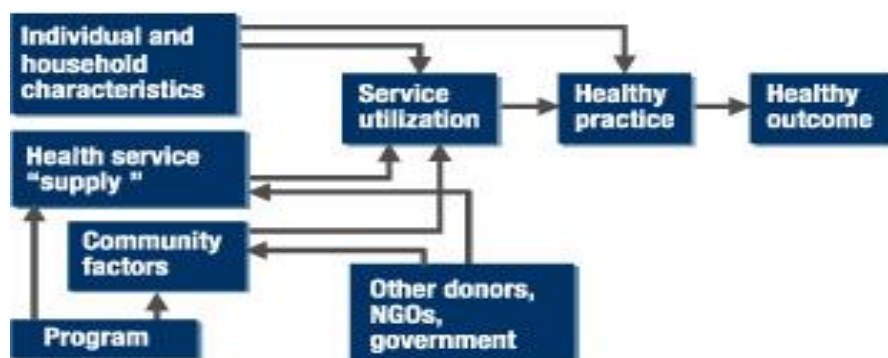 Individual and
household
characteristics
Service
utilization
Healthy
practice
Healthy
outcome
Health service
"supply "
Community
factors
Other donors,
NGOs,
government
Program